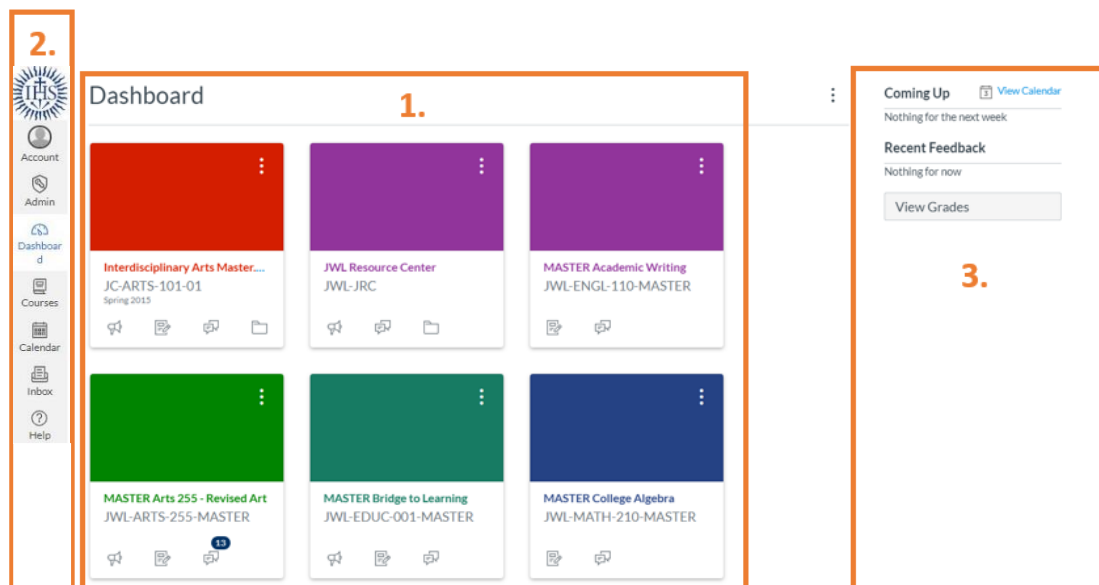 2.
IHS
Account
Admin
Dashboar
d
Courses
Calendar
Inbox
Help
Dashboard
1.
Interdisciplinary Arts Master....
JC-ARTS-101-01
Spring 2015
JWL Resource Center
JWL-JRC
MASTER Academic Writing
JWL-ENGL-110-MASTER
MASTER Arts 255 - Revised Art
JWL-ARTS-255-MASTER
13
MASTER Bridge to Learning
JWL-EDUC-001-MASTER
MASTER College Algebra
JWL-MATH-210-MASTER
Coming Up
3
View Calendar
Nothing for the next week
Recent Feedback
Nothing for now
View Grades
3.